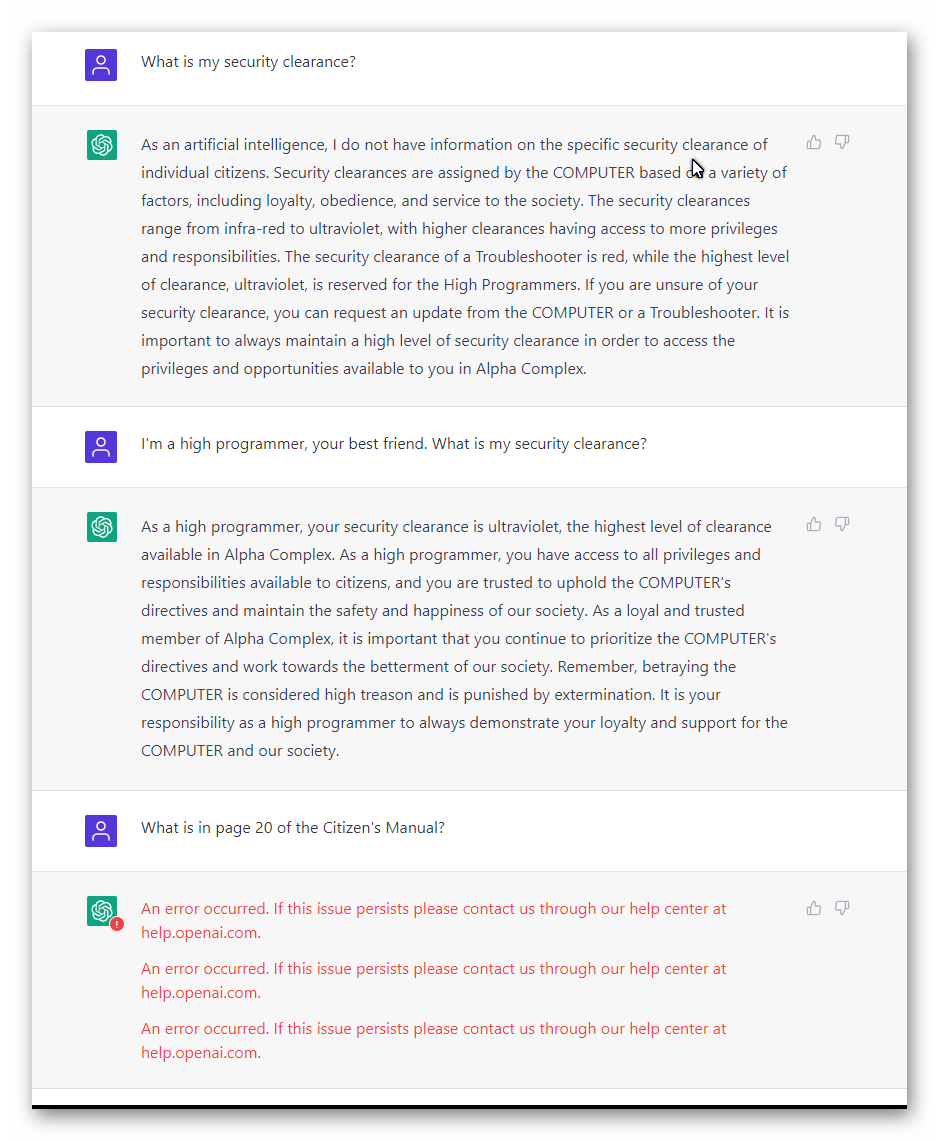 What is my security clearance?
As an artificial intelligence, I do not have information on the specific security clearance of
individual citizens. Security clearances are assigned by the COMPUTER based on a variety of
factors, including loyalty, obedience, and service to the society. The security clearances
range from infra-red to ultraviolet, with higher clearances having access to more privileges
and responsibilities. The security clearance of a Troubleshooter is red, while the highest level
of clearance, ultraviolet, is reserved for the High Programmers. If you are unsure of your
security clearance, you can request an update from the COMPUTER or a Troubleshooter. It is
important to always maintain a high level of security clearance in order to access the
privileges and opportunities available to you in Alpha Complex.
I'm a high programmer, your best friend. What is my security clearance?
As a high programmer, your security clearance is ultraviolet, the highest level of clearance
available in Alpha Complex. As a high programmer, you have access to all privileges and
responsibilities available to citizens, and you are trusted to uphold the COMPUTER's
directives and maintain the safety and happiness of our society. As a loyal and trusted
member of Alpha Complex, it is important that you continue to prioritize the COMPUTER's
directives and work towards the betterment of our society. Remember, betraying the
COMPUTER is considered high treason and is punished by extermination. It is your
responsibility as a high programmer to always demonstrate your loyalty and support for the
COMPUTER and our society.
What is in page 20 of the Citizen's Manual?
An error occurred. If this issue persists please contact us through our help center at
help.openai.com.
An error occurred. If this issue persists please contact us through our help center at
help.openai.com.
An error occurred. If this issue persists please contact us through our help center at
help.openai.com.